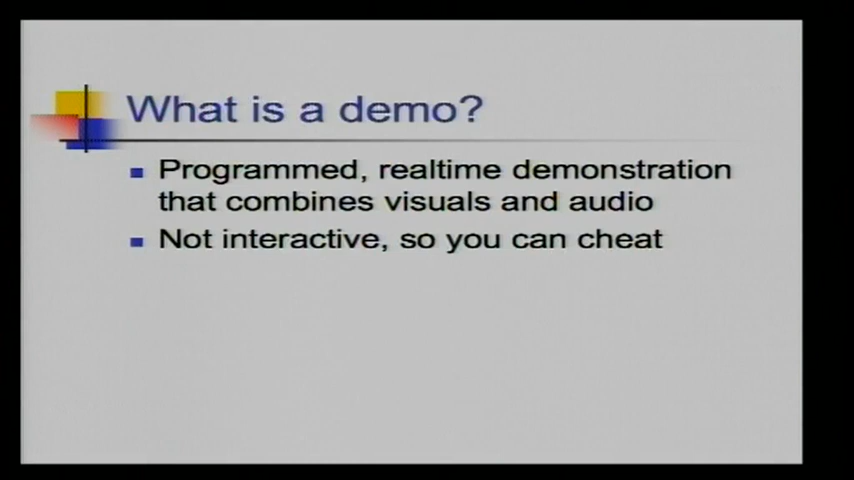 What is a demo?
Programmed, realtime demonstration
that combines visuals and audio
Not interactive, so you can cheat